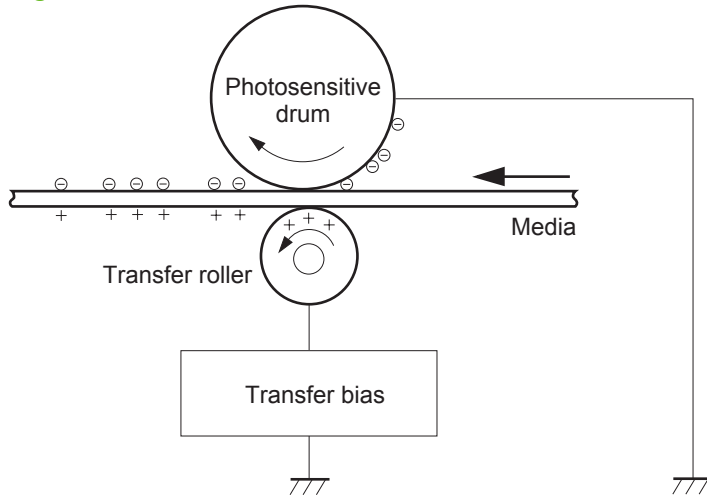 Photosensitive
drum
Media
Transfer roller
Transfer bias